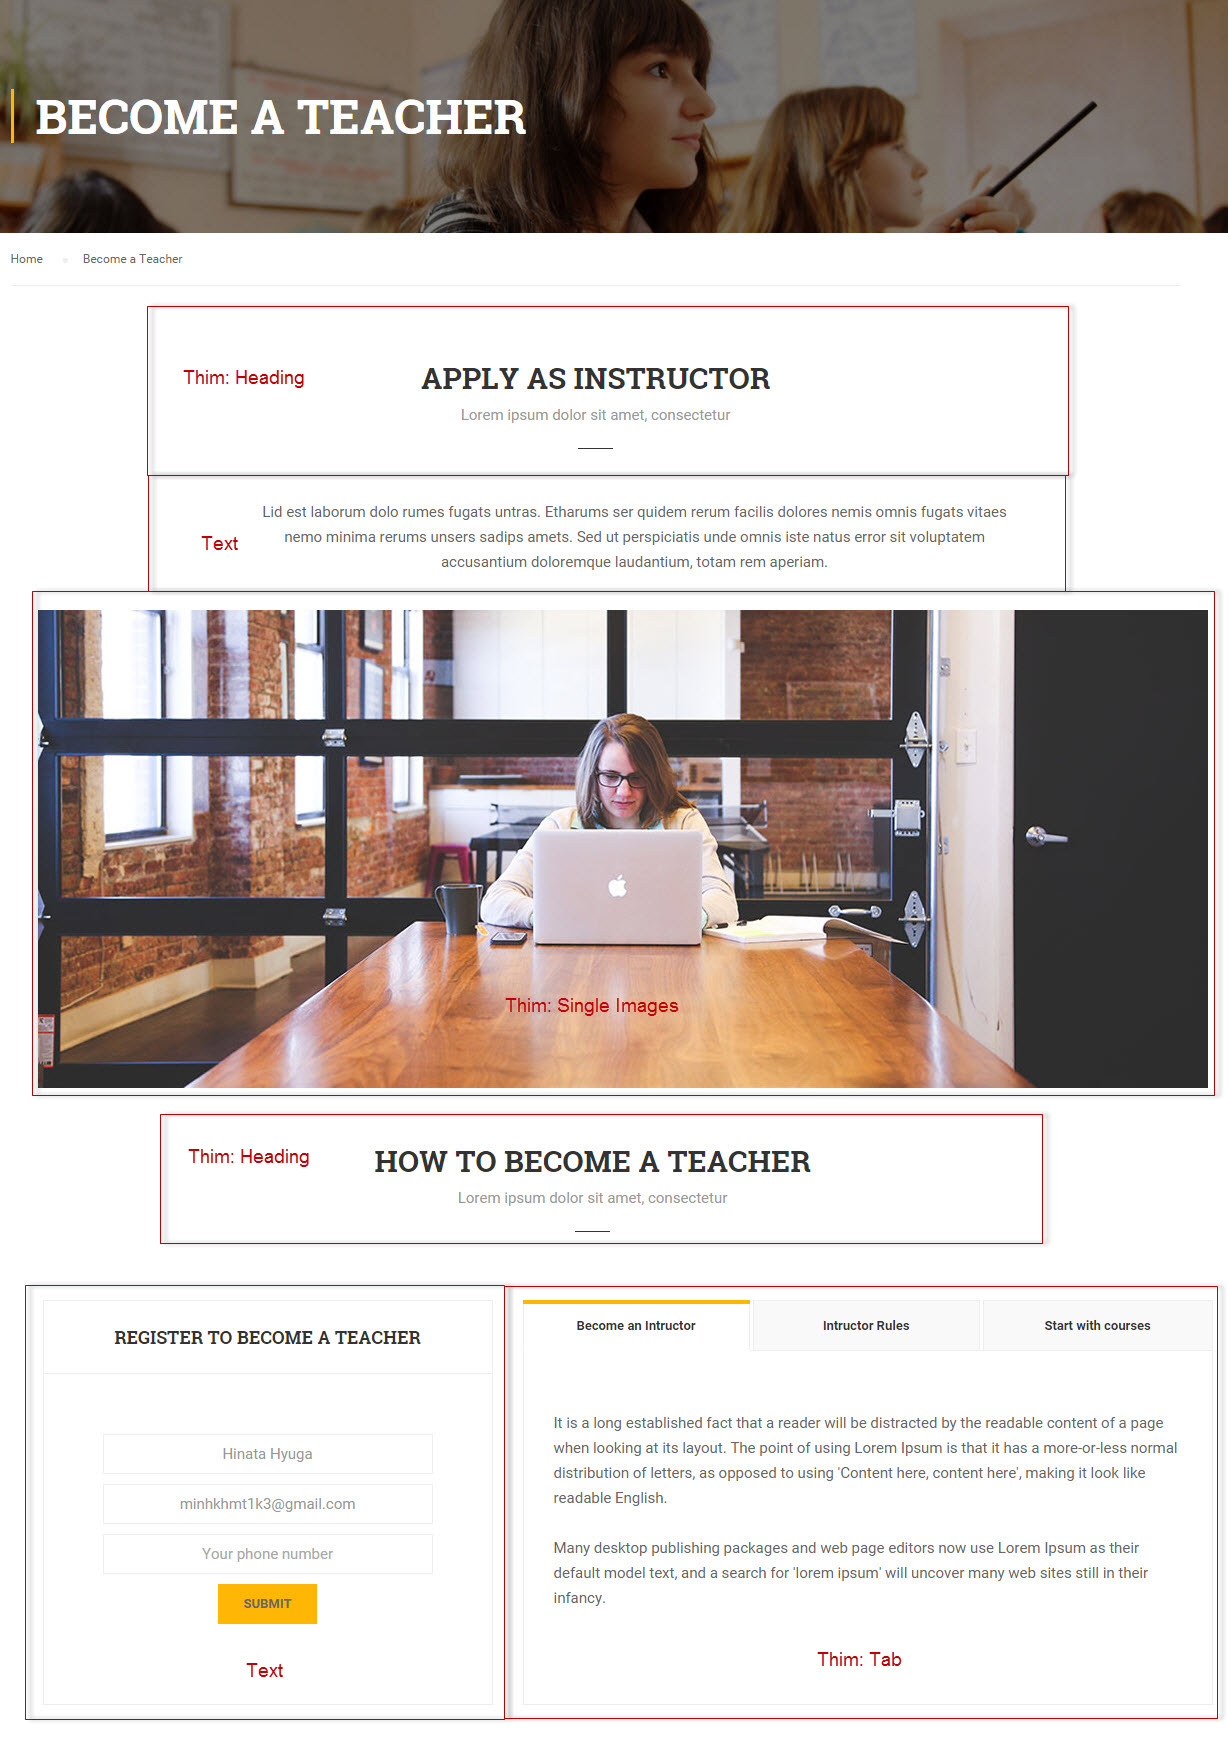 BECOME A TEACHER
Home
Become a Teacher
Thim: Heading
APPLY AS INSTRUCTOR
Lorem ipsum dolor sit amet, consectetur
Text
Lid est laborum dolo rumes fugats untras. Etharums ser quidem rerum facilis dolores nemis omnis fugats vitaes
nemo minima rerums unsers sadips amets. Sed ut perspiciatis unde omnis iste natus error sit voluptatem
accusantium doloremque laudantium, totam rem aperiam.
Thim: Single Images
Thim: Heading
HOW TO BECOME A TEACHER
Lorem ipsum dolor sit amet, consectetur
REGISTER TO BECOME A TEACHER
Hinata Hyuga
minhkhmt1k3@gmail.com
Your phone number
SUBMIT
Text
Become an Intructor
Intructor Rules
Start with courses
It is a long established fact that a reader will be distracted by the readable content of a page
when looking at its layout. The point of using Lorem Ipsum is that it has a more-or-less normal
distribution of letters, as opposed to using 'Content here, content here', making it look like
readable English.
Many desktop publishing packages and web page editors now use Lorem Ipsum as their
default model text, and a search for 'lorem ipsum' will uncover many web sites still in their
infancy.
Thim: Tab